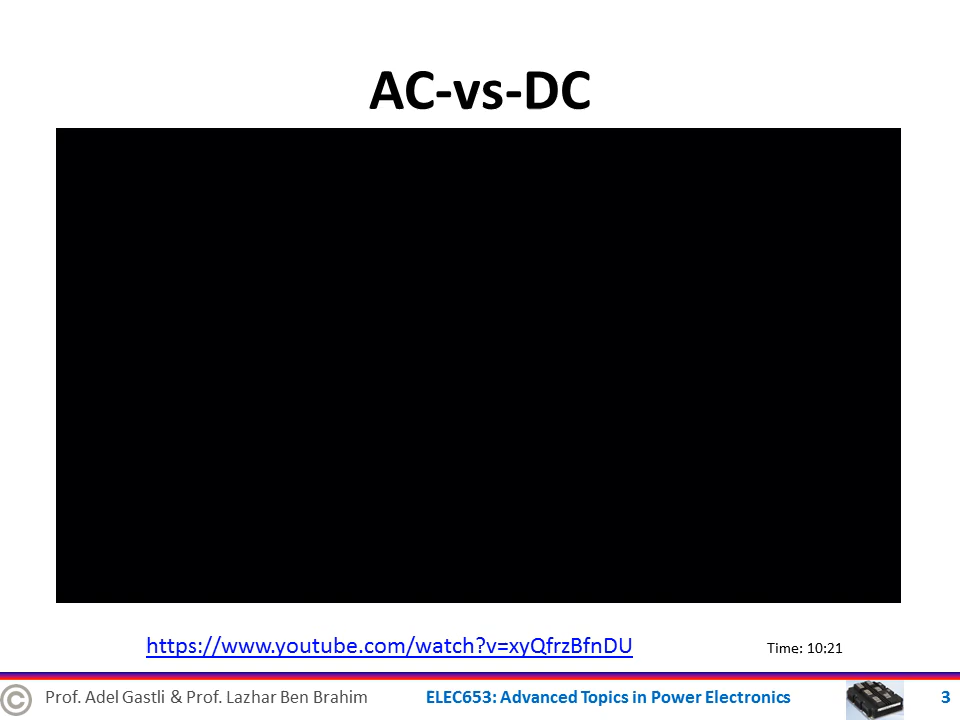 AC-vs-DC
https://www.youtube.com/watch?v=xyQfrzBfnDU
Time: 10:21
© Prof. Adel Gastli & Prof. Lazhar Ben Brahim
ELEC653: Advanced Topics in Power Electronics
3